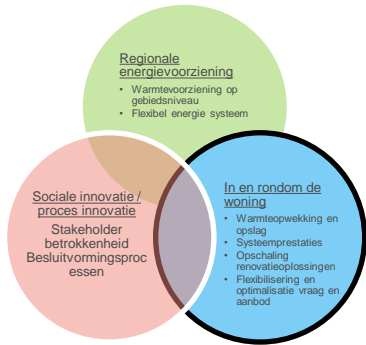 Regionale
energievoorziening
• Warmtevoorziening op
gebiedsniveau
• Flexibel energie systeem
Sociale innovatie /
proces innovatie
Stakeholder
betrokkenheid
Besluitvormingsproc
essen
In en rondom de
woning
• Warmteopwekking en
opslag
• Systeemprestaties
• Opschaling
renovatieoplossingen
• Flexibilisering en
optimalisatie vraag en
aanbod